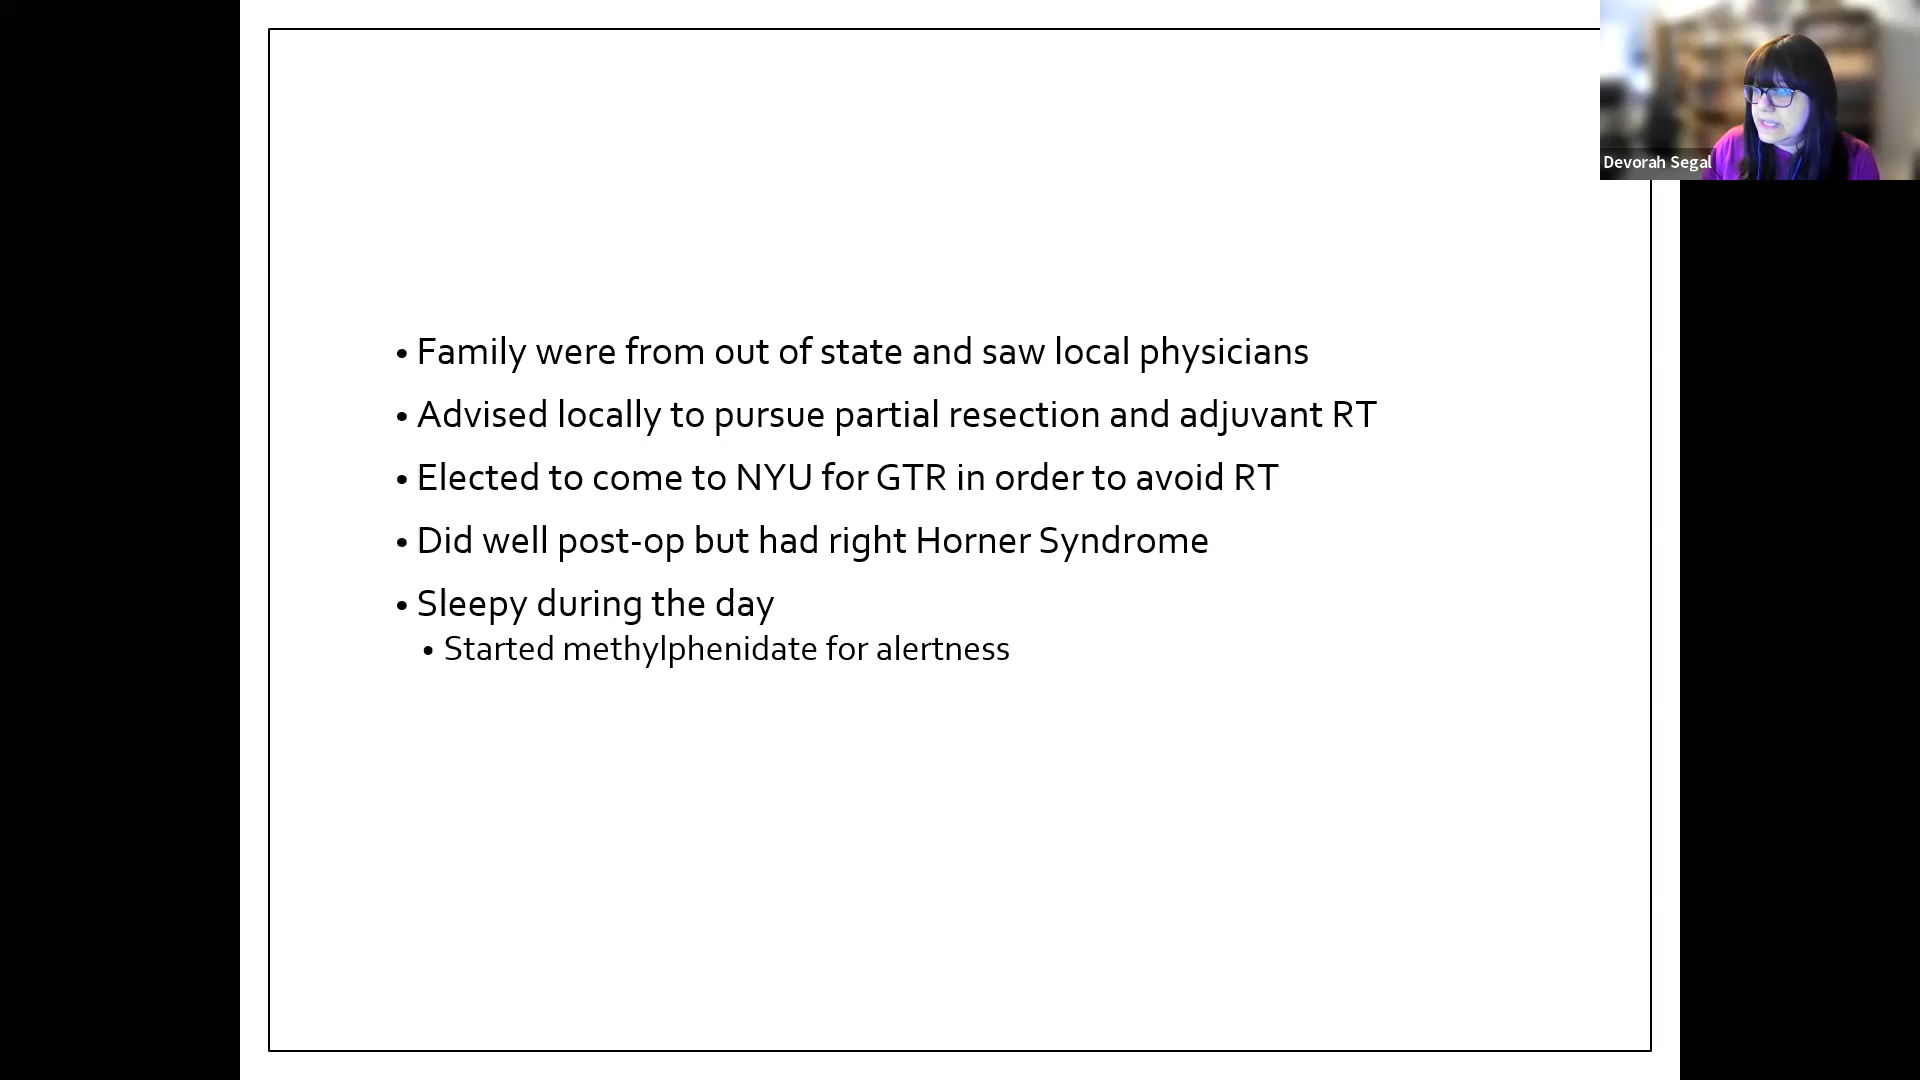 Devorah Segal
• Family were from out of state and saw local physicians
• Advised locally to pursue partial resection and adjuvant RT
• Elected to come to NYU for GTR in order to avoid RT
• Did well post-op but had right Horner Syndrome
• Sleepy during the day
• Started methylphenidate for alertness